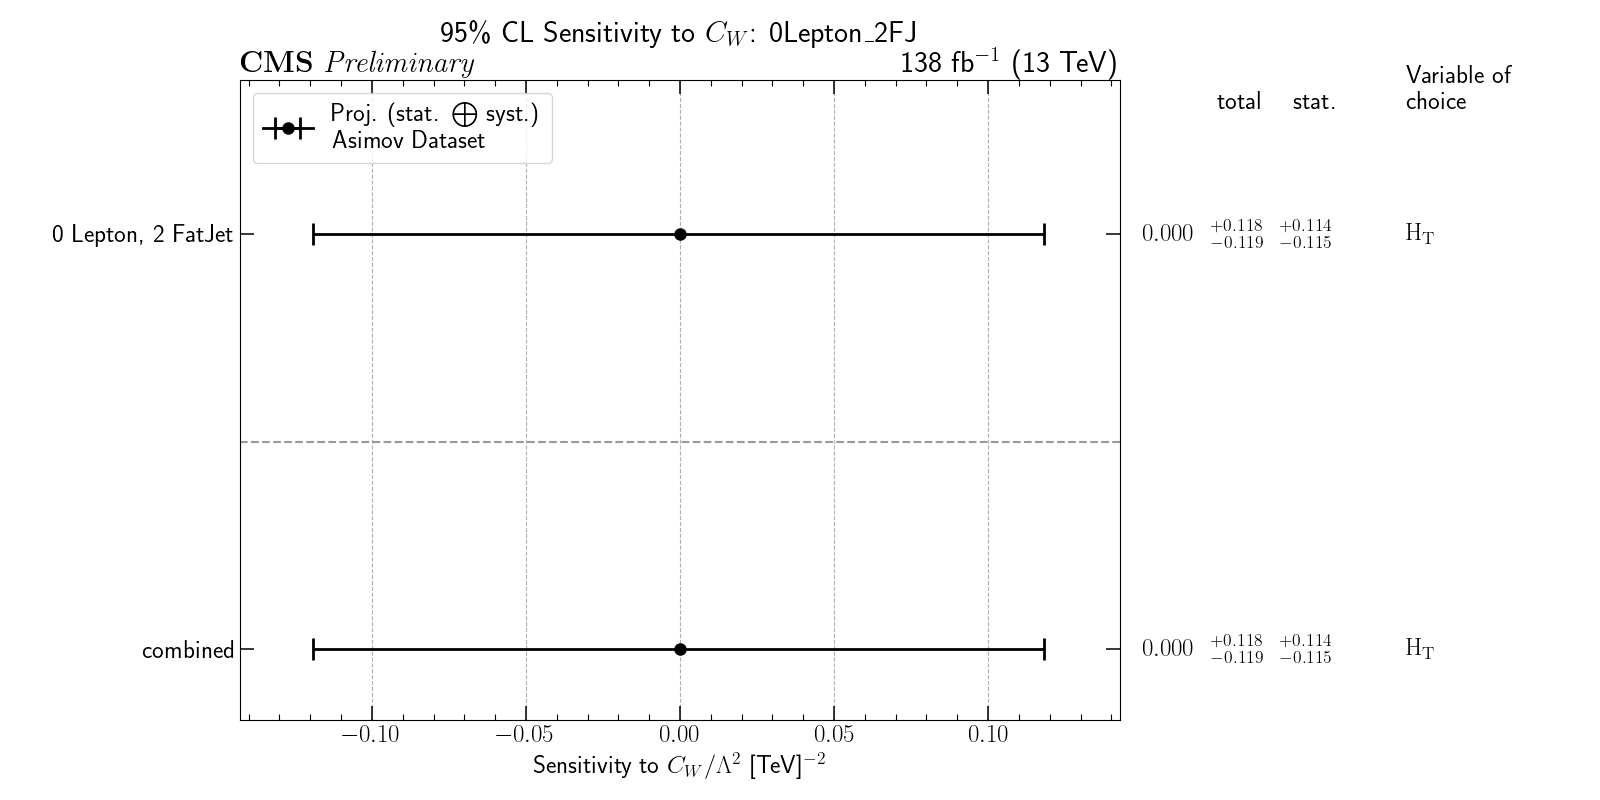 95% CL Sensitivity to C_W: 0Lepton_2FJ
CMS Preliminary 138 fb⁻¹ (13 TeV)
Variable of
choice
total stat.
Proj. (stat. ⨁ syst.)
Asimov Dataset
0 Lepton, 2 FatJet 0.000 +0.118 −0.119 +0.114 −0.115 H_T
combined 0.000 +0.118 −0.119 +0.114 −0.115 H_T
−0.10 −0.05 0.00 0.05 0.10
Sensitivity to C_W/Λ² [TeV]⁻²